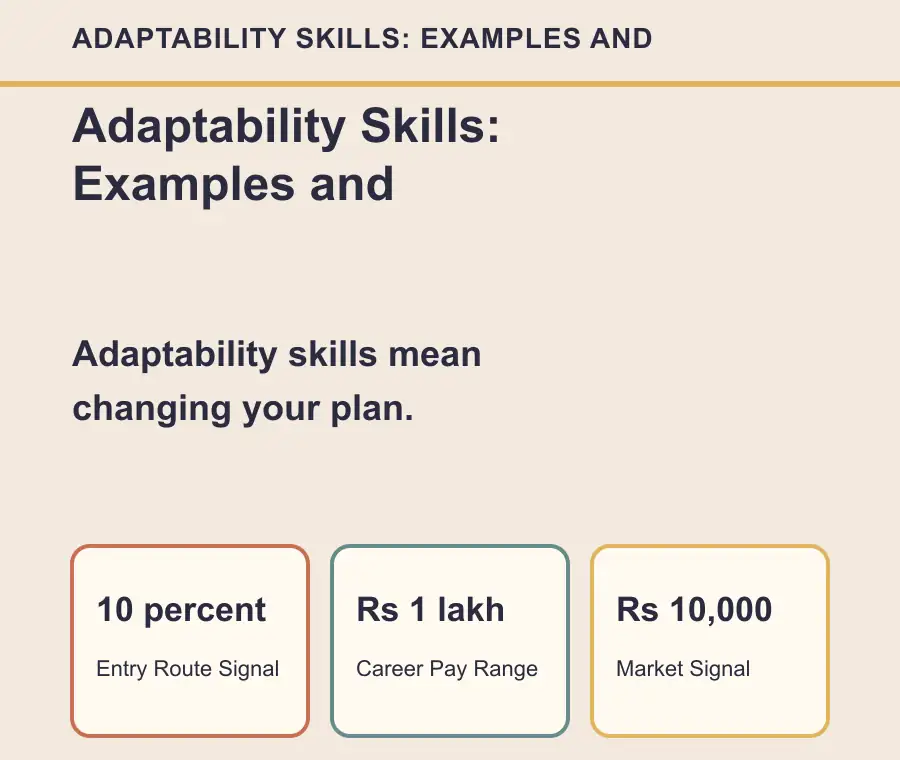 ADAPTABILITY SKILLS: EXAMPLES AND
Adaptability Skills:
Examples and
Adaptability skills mean
changing your plan.
10 percent
Entry Route Signal
Rs 1 lakh
Career Pay Range
Rs 10,000
Market Signal